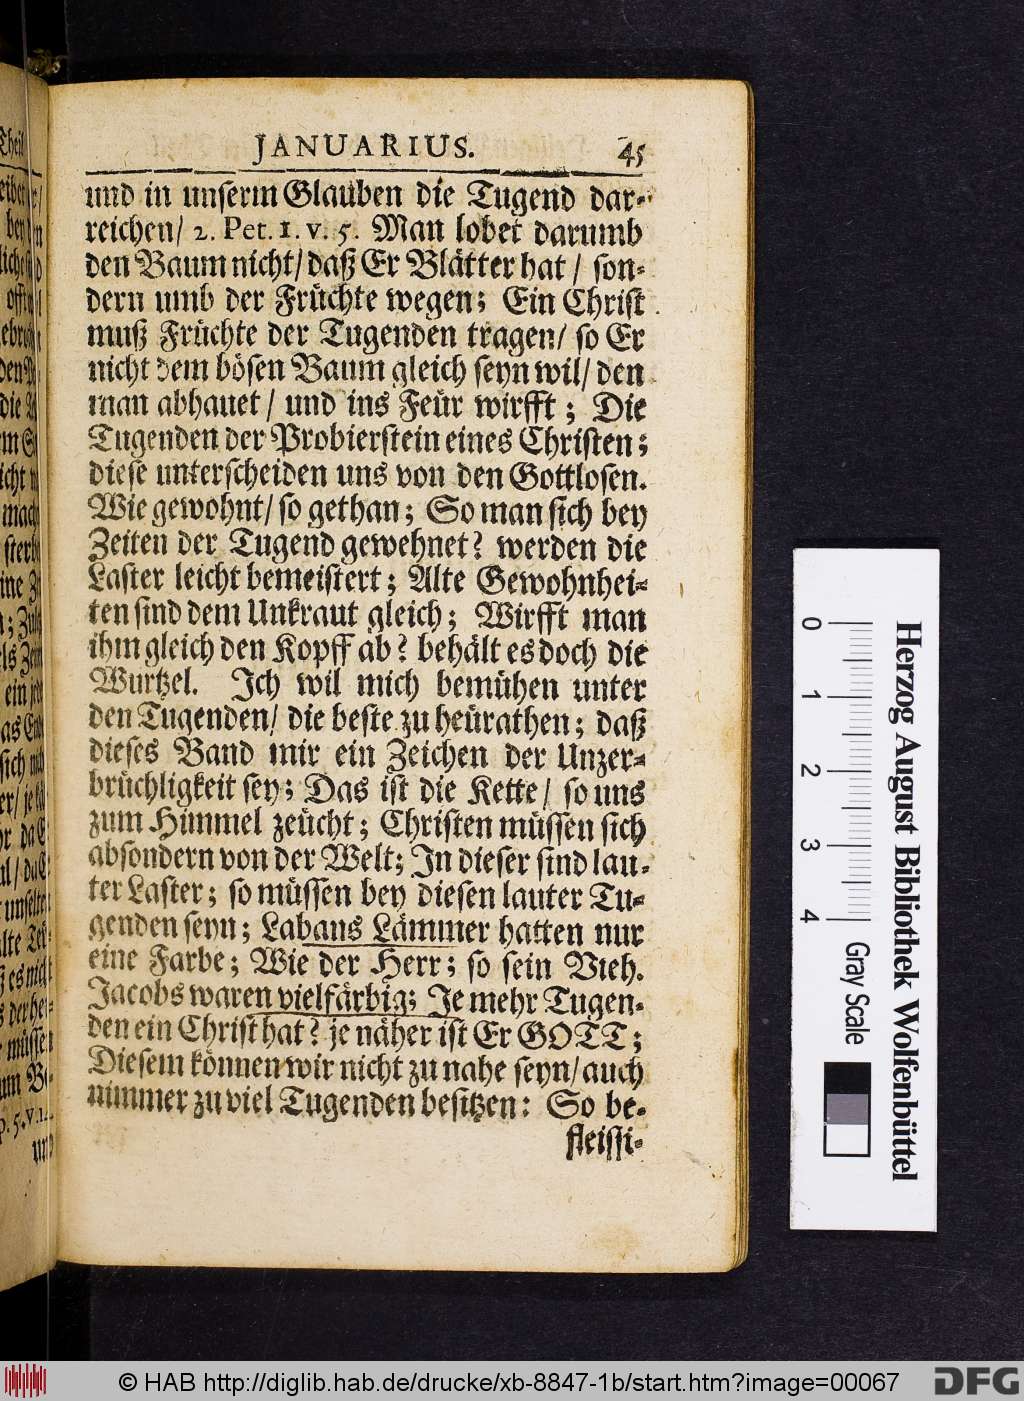 JANUARIUS. 45
und in unserm Glauben die Tugend dar-
reichen/ 2. Pet. 1. v. 5. Man lobet darumb
den Baum nicht/ daß Er Blätter hat / son-
dern umb der Früchte wegen; Ein Christ
muß Früchte der Tugenden tragen/ so Er
nicht dem bösen Baum gleich seyn wil/ den
man abhauet / und ins Feür wirfft ; Die
Tugenden der Probierstein eines Christen;
diese unterscheiden uns von den Gottlosen.
Wie gewohnt/ so gethan; So man sich bey
Zeiten der Tugend gewehnet? werden die
Laster leicht bemeistert; Alte Gewohnhei-
ten sind dem Unkraut gleich; Wirfft man
ihm gleich den Kopff ab? behält es doch die
Wurtzel. Ich wil mich bemühen unter
den Tugenden/ die beste zu heürathen; daß
dieses Band mir ein Zeichen der Unzer-
brüchligkeit sey; Das ist die Kette/ so uns
zum Himmel zeücht; Christen müssen sich
absondern von der Welt; In dieser sind lau-
ter Laster; so müssen bey diesen lauter Tu-
genden seyn; Labans Lämmer hatten nur
eine Farbe; Wie der Herr; so sein Vieh.
Jacobs waren vielfärbig; Je mehr Tugen-
den ein Christ hat? je näher ist Er GOTT;
Diesem können wir nicht zu nahe seyn/ auch
nimmer zu viel Tugenden besitzen: So be-
fleissi-
0 1 2 3 4
Gray Scale
Herzog August Bibliothek Wolfenbüttel
© HAB http://diglib.hab.de/drucke/xb-8847-1b/start.htm?image=00067
DFG